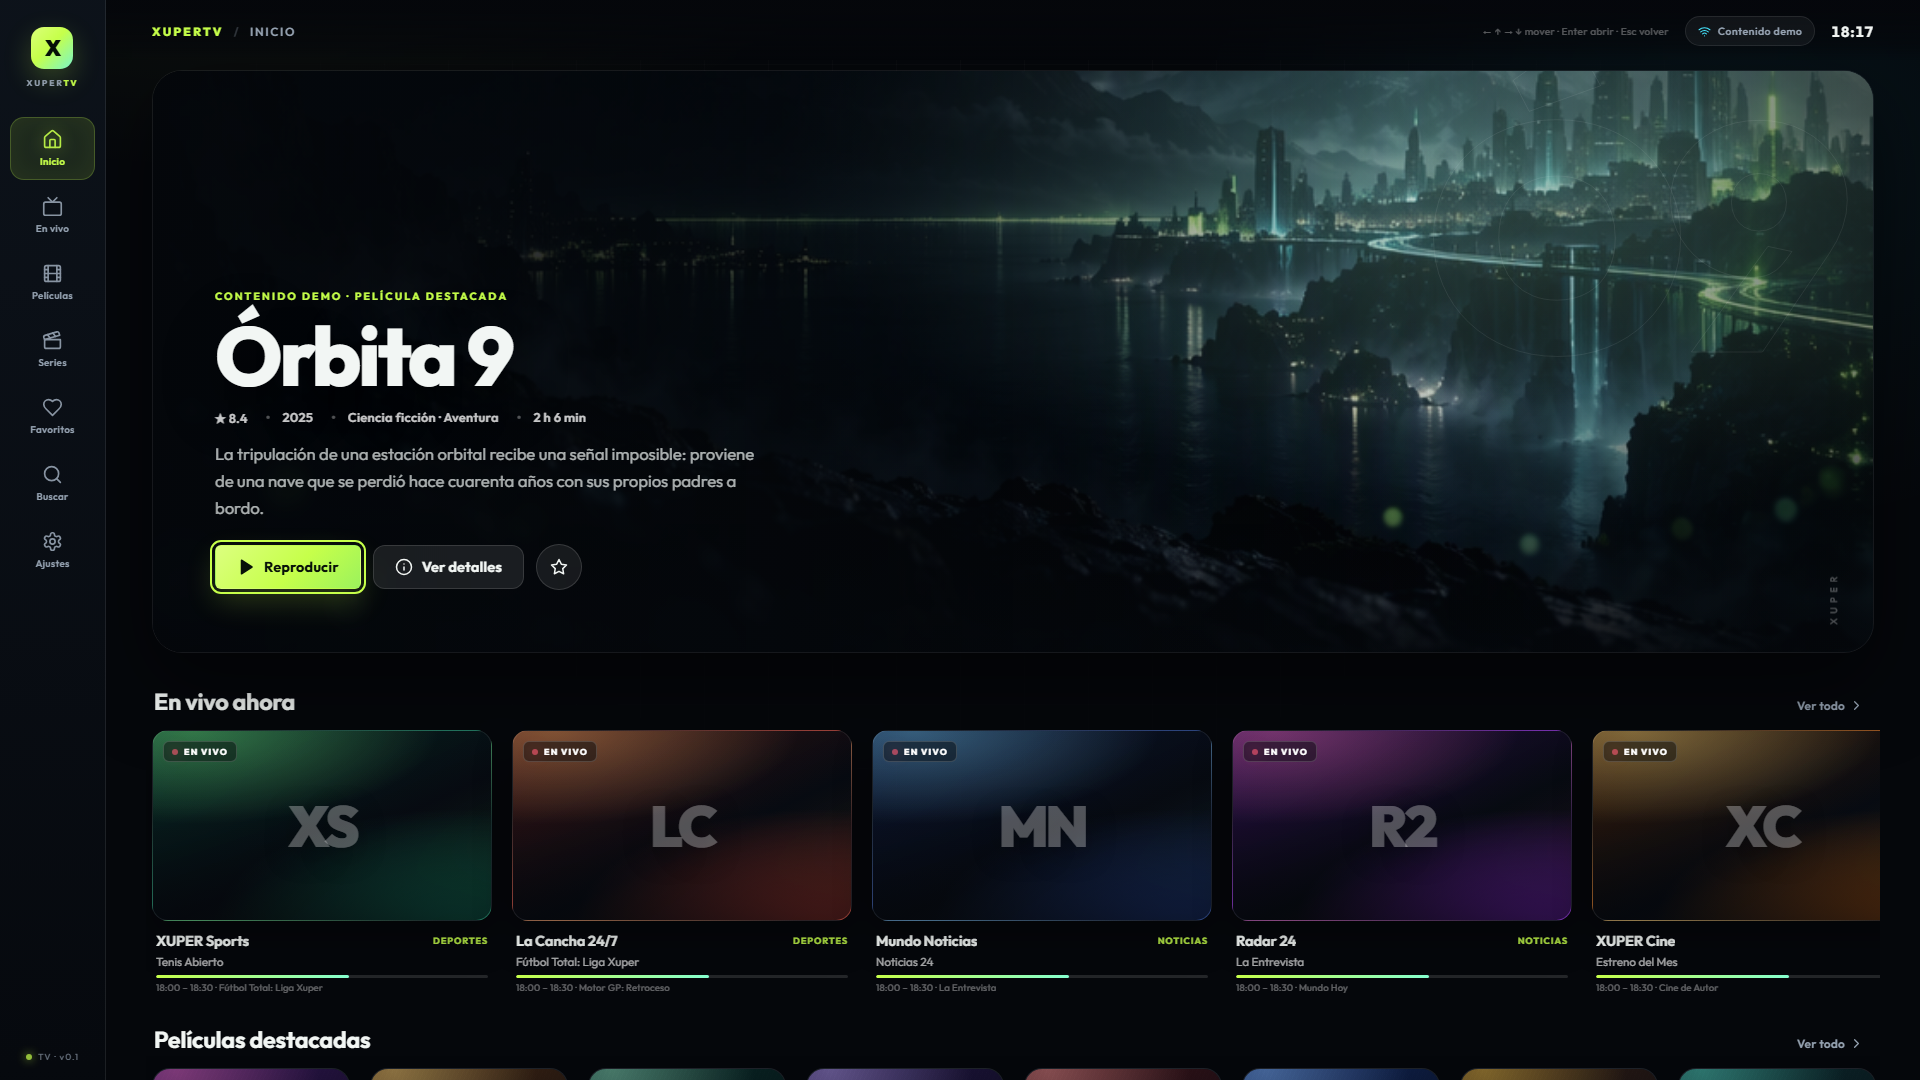 X
XUPERTV
Inicio
En vivo
Películas
Series
Favoritos
Buscar
Ajustes
TV · v0.1
XUPERTV / INICIO
← ↑ → ↓ mover · Enter abrir · Esc volver
Contenido demo
18:17
CONTENIDO DEMO · PELÍCULA DESTACADA
Órbita 9
★ 8.4 • 2025 • Ciencia ficción · Aventura • 2 h 6 min
La tripulación de una estación orbital recibe una señal imposible: proviene
de una nave que se perdió hace cuarenta años con sus propios padres a
bordo.
Reproducir
Ver detalles
XUPER
En vivo ahora
Ver todo
EN VIVO
XS
XUPER Sports
DEPORTES
Tenis Abierto
18:00 – 18:30 · Fútbol Total: Liga Xuper
EN VIVO
LC
La Cancha 24/7
DEPORTES
Fútbol Total: Liga Xuper
18:00 – 18:30 · Motor GP: Retroceso
EN VIVO
MN
Mundo Noticias
NOTICIAS
Noticias 24
18:00 – 18:30 · La Entrevista
EN VIVO
R2
Radar 24
NOTICIAS
La Entrevista
18:00 – 18:30 · Mundo Hoy
EN VIVO
XC
XUPER Cine
Estreno del Mes
18:00 – 18:30 · Cine de Autor
Películas destacadas
Ver todo